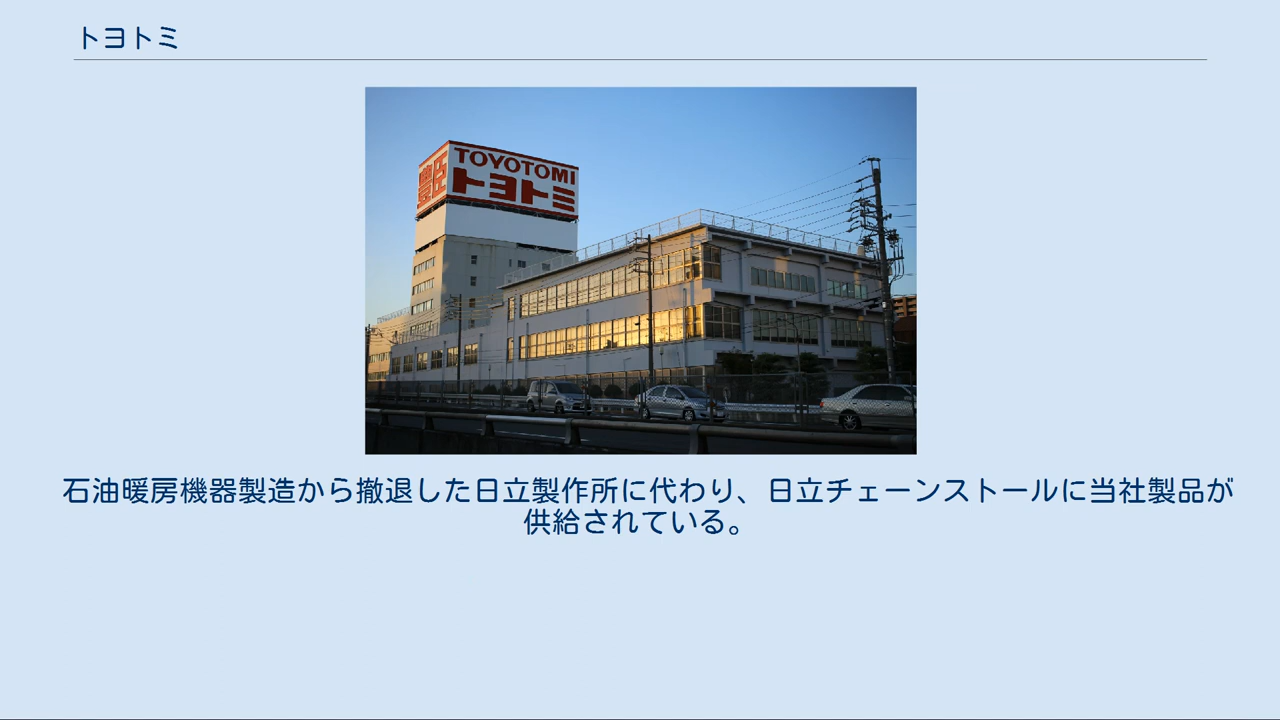 トヨトミ
豊臣
TOYOTOMI
トヨトミ
石油暖房機器製造から撤退した日立製作所に代わり、日立チェーンストールに当社製品が
供給されている。